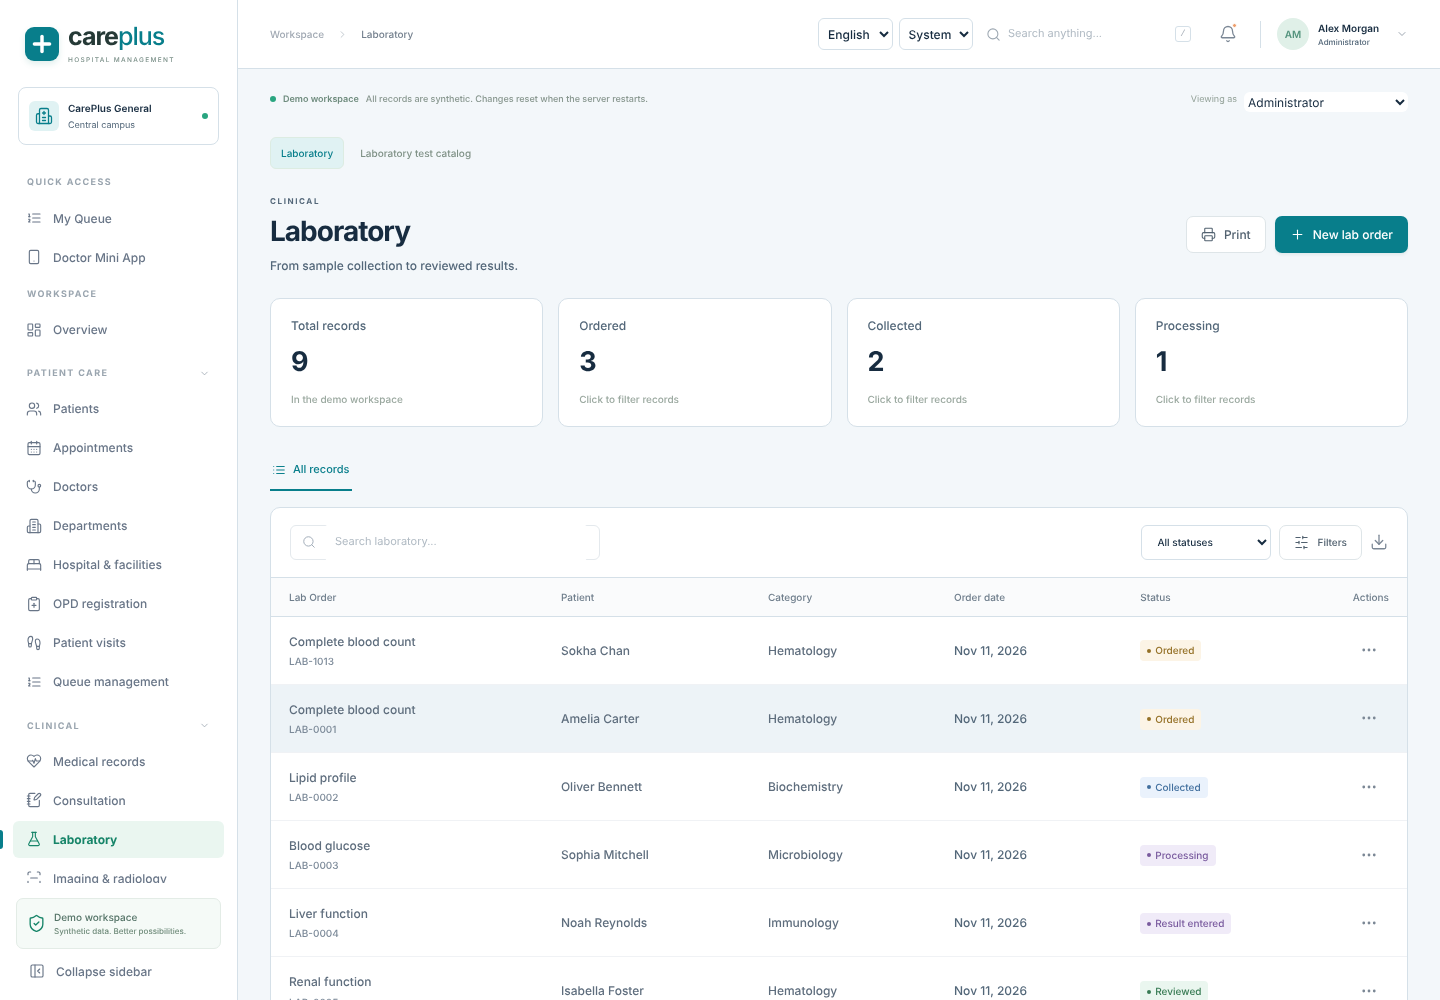 careplus
HOSPITAL MANAGEMENT
CarePlus General
Central campus
QUICK ACCESS
My Queue
Doctor Mini App
WORKSPACE
Overview
PATIENT CARE
Patients
Appointments
Doctors
Departments
Hospital & facilities
OPD registration
Patient visits
Queue management
CLINICAL
Medical records
Consultation
Laboratory
Imaging & radiology
Demo workspace
Synthetic data. Better possibilities.
Collapse sidebar
Workspace Laboratory
English System Search anything... / AM Alex Morgan
Administrator
Demo workspace All records are synthetic. Changes reset when the server restarts. Viewing as Administrator
Laboratory Laboratory test catalog
CLINICAL
Laboratory
From sample collection to reviewed results.
Print New lab order
Total records Ordered Collected Processing
9 3 2 1
In the demo workspace Click to filter records Click to filter records Click to filter records
All records
Search laboratory... All statuses Filters
Lab Order Patient Category Order date Status Actions
Complete blood count
LAB-1013 Sokha Chan Hematology Nov 11, 2026 Ordered
Complete blood count
LAB-0001 Amelia Carter Hematology Nov 11, 2026 Ordered
Lipid profile
LAB-0002 Oliver Bennett Biochemistry Nov 11, 2026 Collected
Blood glucose
LAB-0003 Sophia Mitchell Microbiology Nov 11, 2026 Processing
Liver function
LAB-0004 Noah Reynolds Immunology Nov 11, 2026 Result entered
Renal function
Isabella Foster Hematology Nov 11, 2026 Reviewed